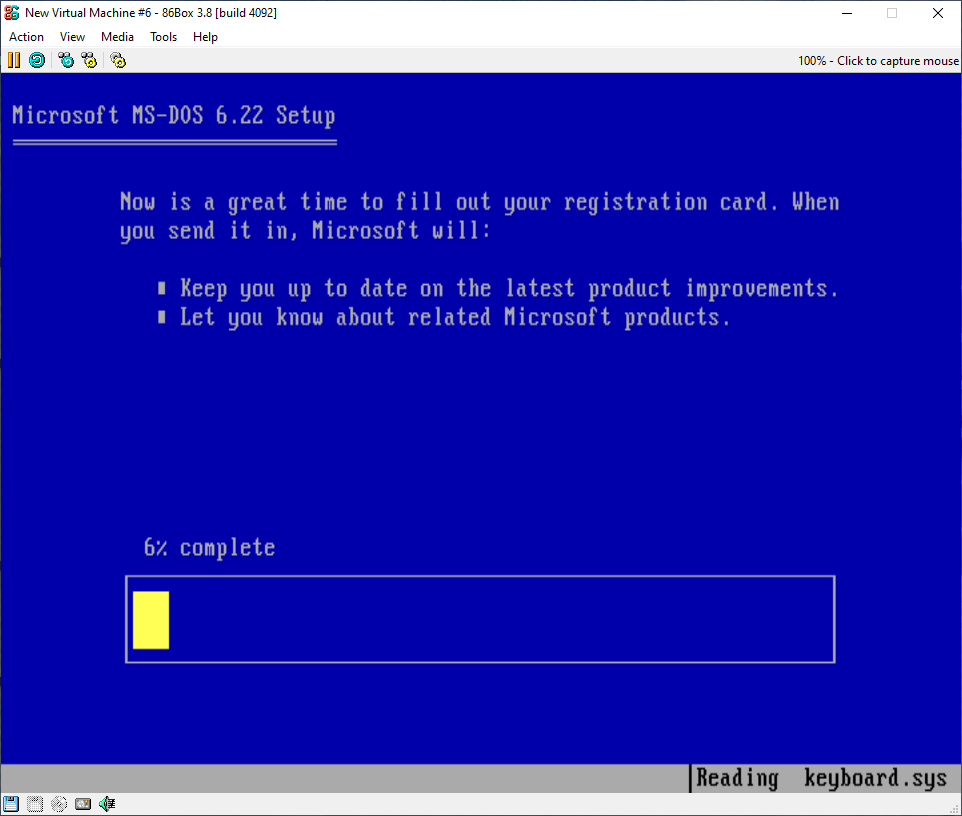 New Virtual Machine #6 - 86Box 3.8 [build 4092]
Action View Media Tools Help
100% - Click to capture mouse
Microsoft MS-DOS 6.22 Setup
Now is a great time to fill out your registration card. When
you send it in, Microsoft will:
Keep you up to date on the latest product improvements.
Let you know about related Microsoft products.
6% complete
Reading keyboard.sys